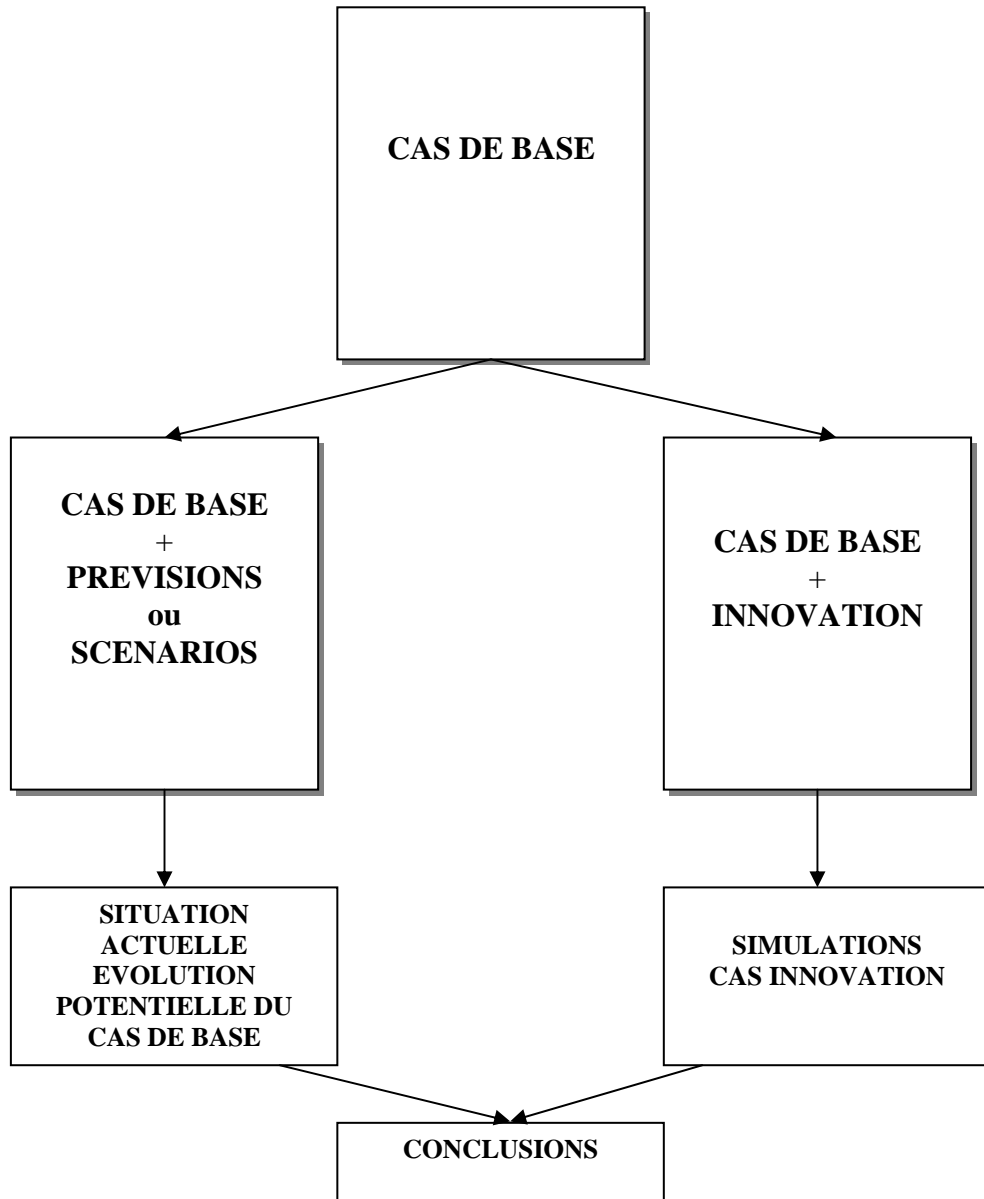 CAS DE BASE
CAS DE BASE
+
PREVISIONS
ou
SCENARIOS
CAS DE BASE
+
INNOVATION
SITUATION
ACTUELLE
EVOLUTION
POTENTIELLE DU
CAS DE BASE
SIMULATIONS
CAS INNOVATION
CONCLUSIONS